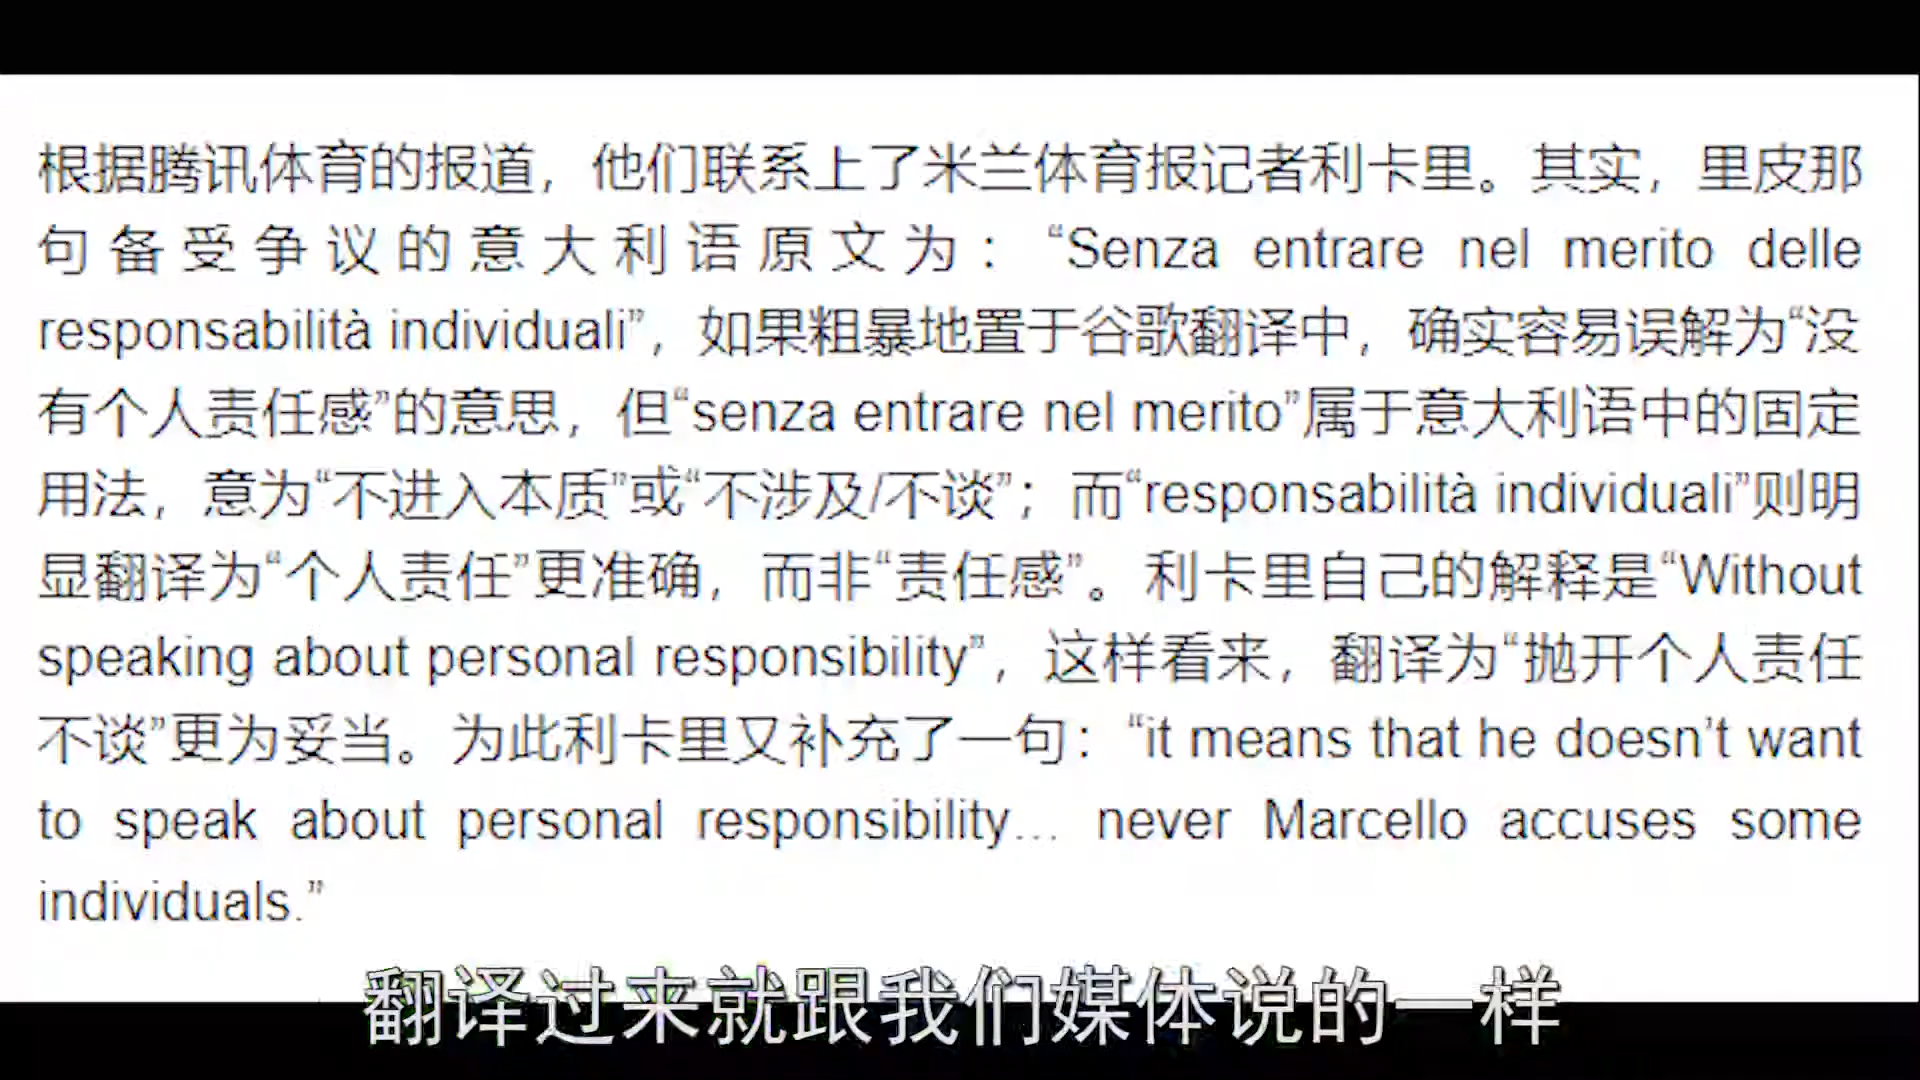 根据腾讯体育的报道，他们联系上了米兰体育报记者利卡里。其实，里皮那
句备受争议的意大利语原文为：“Senza entrare nel merito delle
responsabilità individuali”，如果粗暴地置于谷歌翻译中，确实容易误解为“没
有个人责任感”的意思，但“senza entrare nel merito”属于意大利语中的固定
用法，意为“不进入本质”或“不涉及/不谈”；而“responsabilità individuali”则明
显翻译为“个人责任”更准确，而非“责任感”。利卡里自己的解释是“Without
speaking about personal responsibility”，这样看来，翻译为“抛开个人责任
不谈”更为妥当。为此利卡里又补充了一句：“it means that he doesn’t want
to speak about personal responsibility... never Marcello accuses some
individuals.”
翻译过来就跟我们媒体说的一样